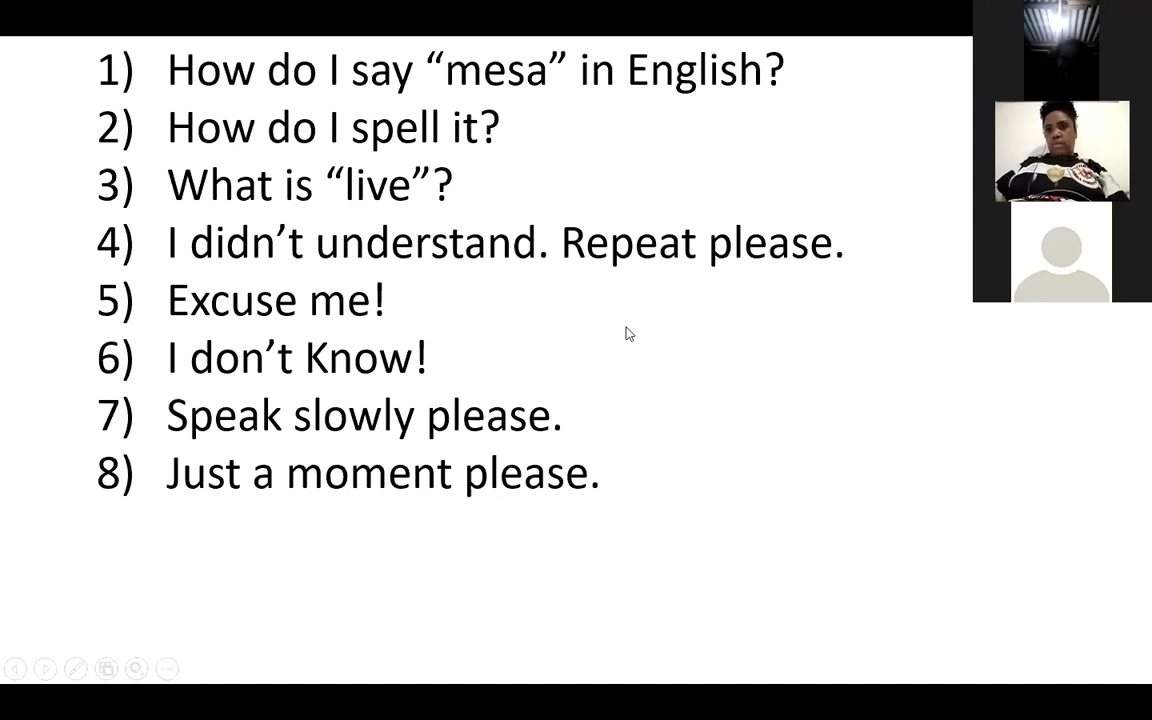 1) How do I say “mesa” in English?
2) How do I spell it?
3) What is “live”?
4) I didn’t understand. Repeat please.
5) Excuse me!
6) I don’t Know!
7) Speak slowly please.
8) Just a moment please.